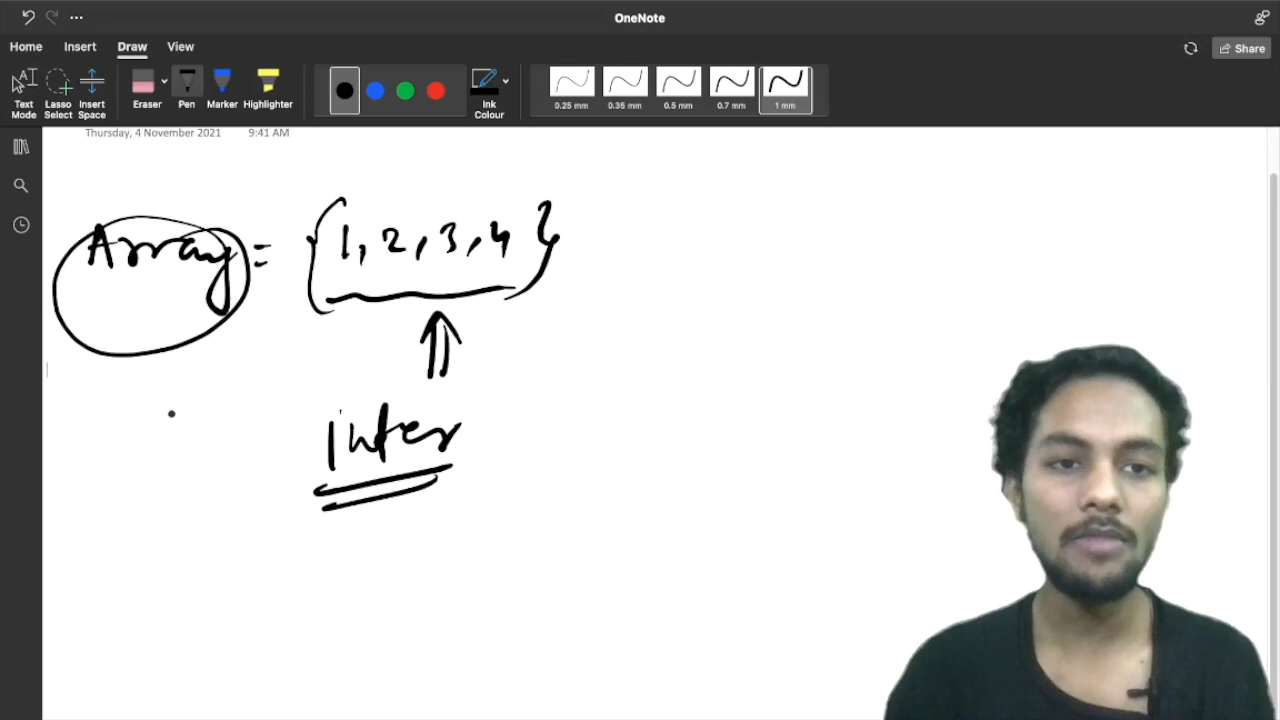 OneNote
Home Insert Draw View
Share
Text Mode
Lasso Select
Insert Space
Eraser
Pen
Marker
Highlighter
Ink Colour
0.25 mm
0.35 mm
0.5 mm
0.7 mm
1 mm
Thursday, 4 November 2021 9:41 AM
Array = {1, 2, 3, 4}
inter